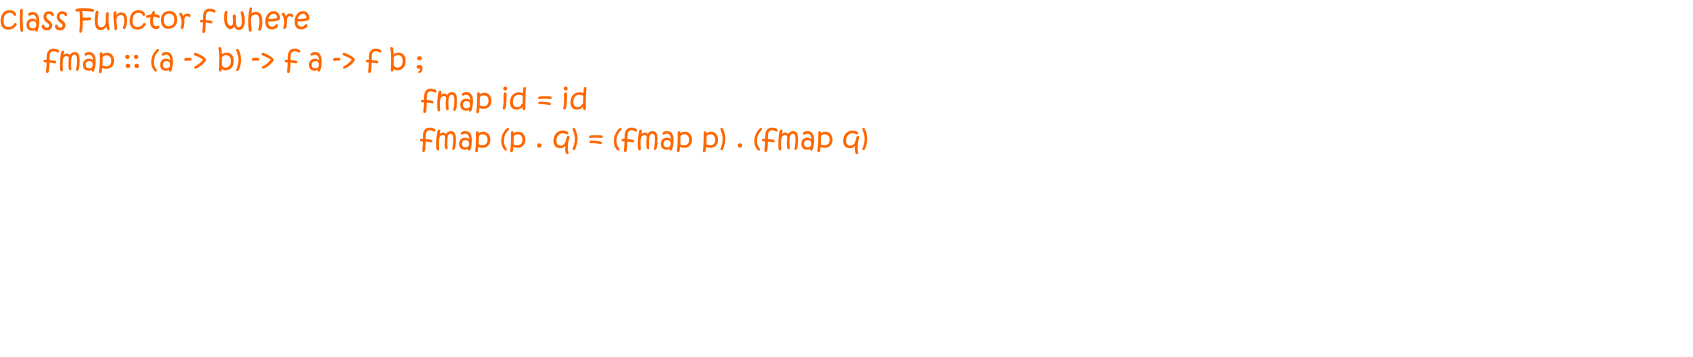 class Functor f where
fmap :: (a -> b) -> f a -> f b ;
fmap id = id
fmap (p . q) = (fmap p) . (fmap q)